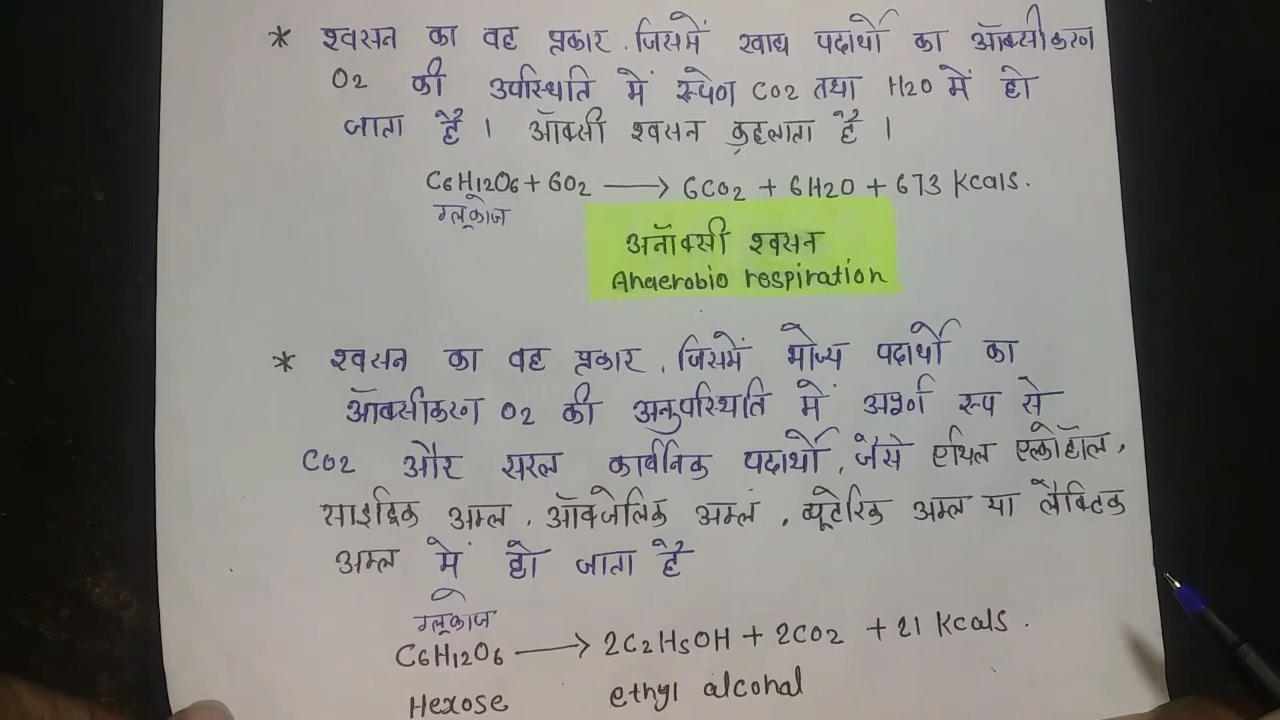 * श्वसन का वह प्रकार, जिसमें खाद्य पदार्थो का ऑक्सीकरण
O2 की उपस्थिति में रूपेण CO2 तथा H2O में हो
जाता है । ऑक्सी श्वसन कहलाता है ।
C6H12O6 + 6O2 ⟶ 6CO2 + 6H2O + 673 Kcals.
ग्लूकोज
अनॉक्सी श्वसन
Anaerobio respiration
* श्वसन का वह प्रकार, जिसमें भोज्य पदार्थो का
ऑक्सीकरण O2 की अनुपस्थिति में अपूर्ण रूप से
CO2 और सरल कार्बनिक पदार्थो, जैसे एथिल एल्कोहॉल,
साइट्रिक अम्ल, ऑक्जेलिक अम्लं, ब्यूटेरिक अम्ल या लैक्टिक
अम्ल में हो जाता है
ग्लूकोज
C6H12O6 ⟶ 2C2H5OH + 2CO2 + 21 Kcals.
Hexose ethyl alcohal